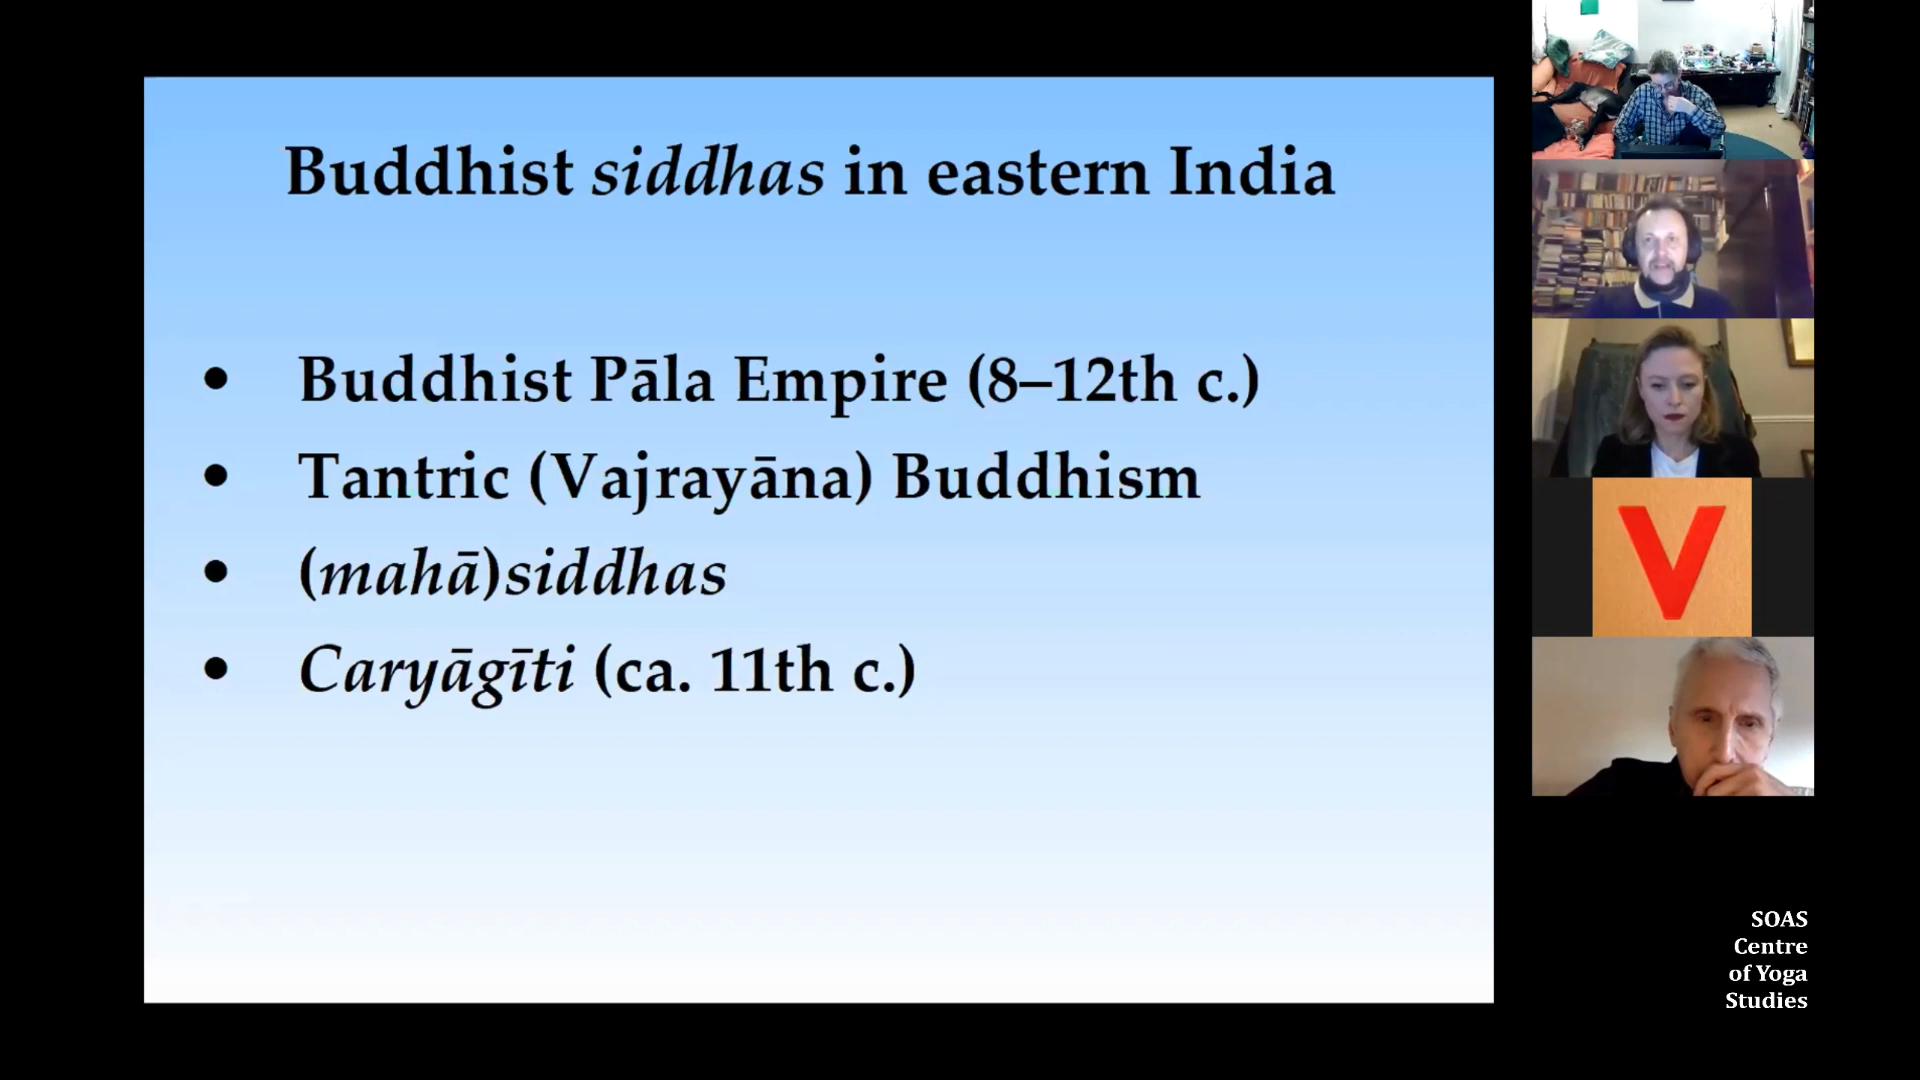 Buddhist siddhas in eastern India
• Buddhist Pāla Empire (8–12th c.)
• Tantric (Vajrayāna) Buddhism
• (mahā)siddhas
• Caryāgīti (ca. 11th c.)
V
SOAS
Centre
of Yoga
Studies